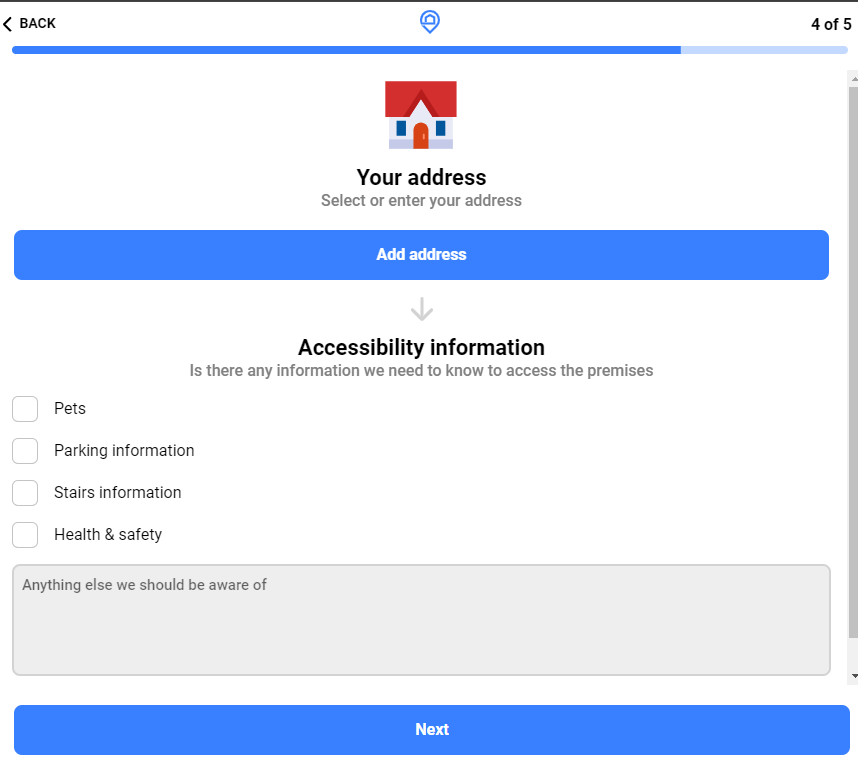 BACK
4 of 5
Your address
Select or enter your address
Add address
Accessibility information
Is there any information we need to know to access the premises
Pets
Parking information
Stairs information
Health & safety
Anything else we should be aware of
Next